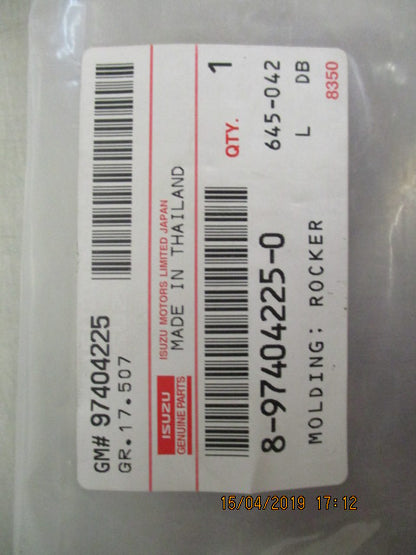 GM# 97404225
GR.17.507
ISUZU
GENUINE PARTS
ISUZU MOTORS LIMITED JAPAN
MADE IN THAILAND
QTY. 1
8-97404225-0
645-042
MOLDING: ROCKER
L DB
8350
15/04/2019 17:12